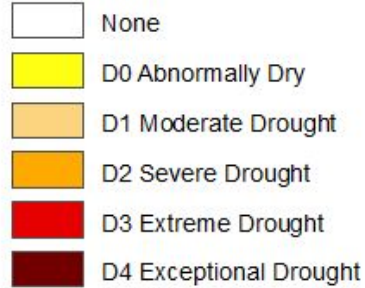 None
D0 Abnormally Dry
D1 Moderate Drought
D2 Severe Drought
D3 Extreme Drought
D4 Exceptional Drought